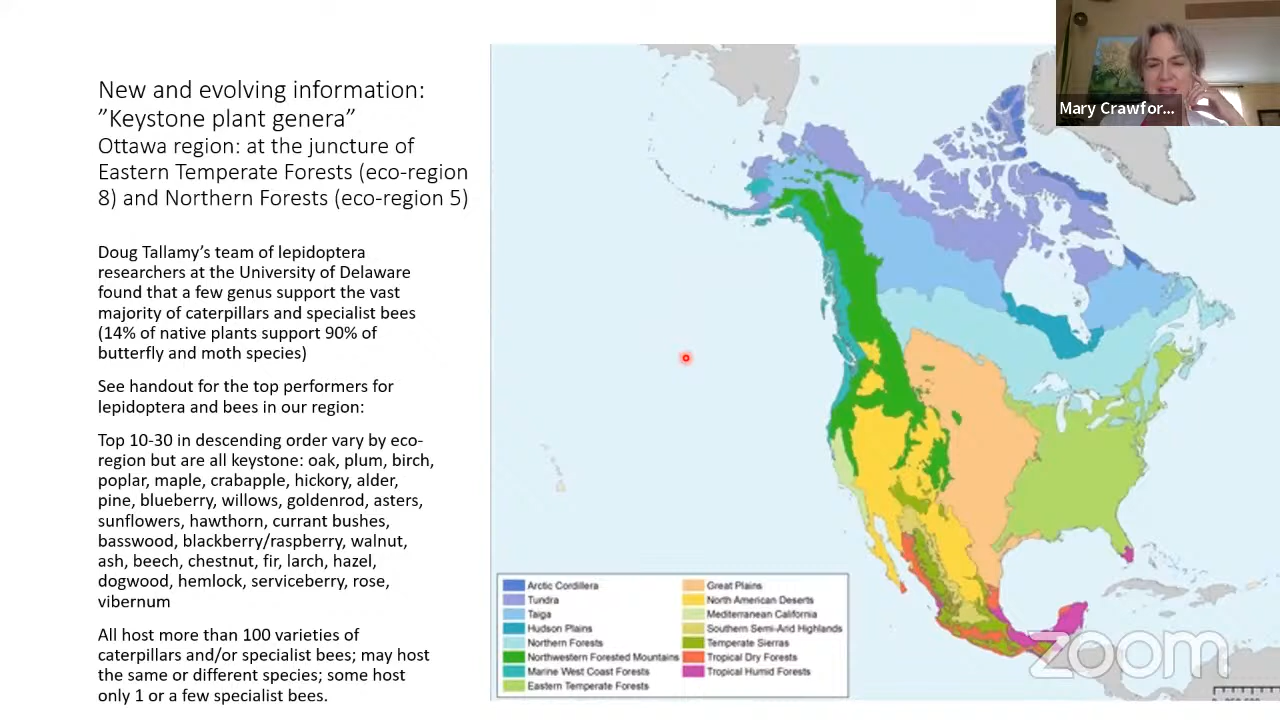 New and evolving information:
”Keystone plant genera”
Ottawa region: at the juncture of
Eastern Temperate Forests (eco-region
8) and Northern Forests (eco-region 5)
Doug Tallamy’s team of lepidoptera
researchers at the University of Delaware
found that a few genus support the vast
majority of caterpillars and specialist bees
(14% of native plants support 90% of
butterfly and moth species)
See handout for the top performers for
lepidoptera and bees in our region:
Top 10-30 in descending order vary by eco-
region but are all keystone: oak, plum, birch,
poplar, maple, crabapple, hickory, alder,
pine, blueberry, willows, goldenrod, asters,
sunflowers, hawthorn, currant bushes,
basswood, blackberry/raspberry, walnut,
ash, beech, chestnut, fir, larch, hazel,
dogwood, hemlock, serviceberry, rose,
vibernum
All host more than 100 varieties of
caterpillars and/or specialist bees; may host
the same or different species; some host
only 1 or a few specialist bees.
Mary Crawfor...
Arctic Cordillera
Tundra
Taiga
Hudson Plains
Northern Forests
Northwestern Forested Mountains
Marine West Coast Forests
Eastern Temperate Forests
Great Plains
North American Deserts
Mediterranean California
Southern Semi-Arid Highlands
Temperate Sierras
Tropical Dry Forests
Tropical Humid Forests
zoom